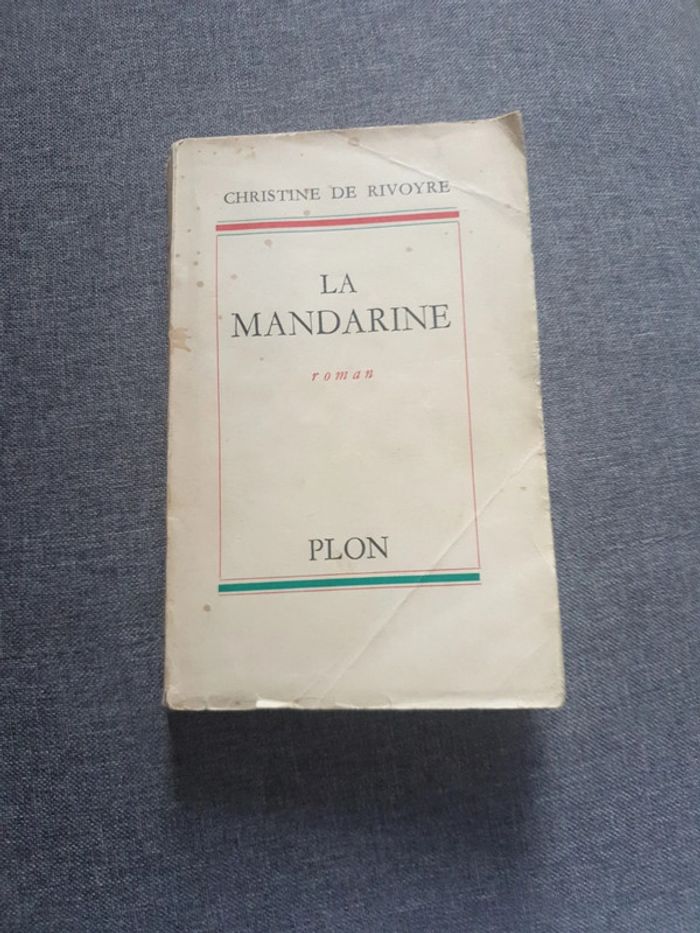 CHRISTINE DE RIVOYRE
LA
MANDARINE
roman
PLON